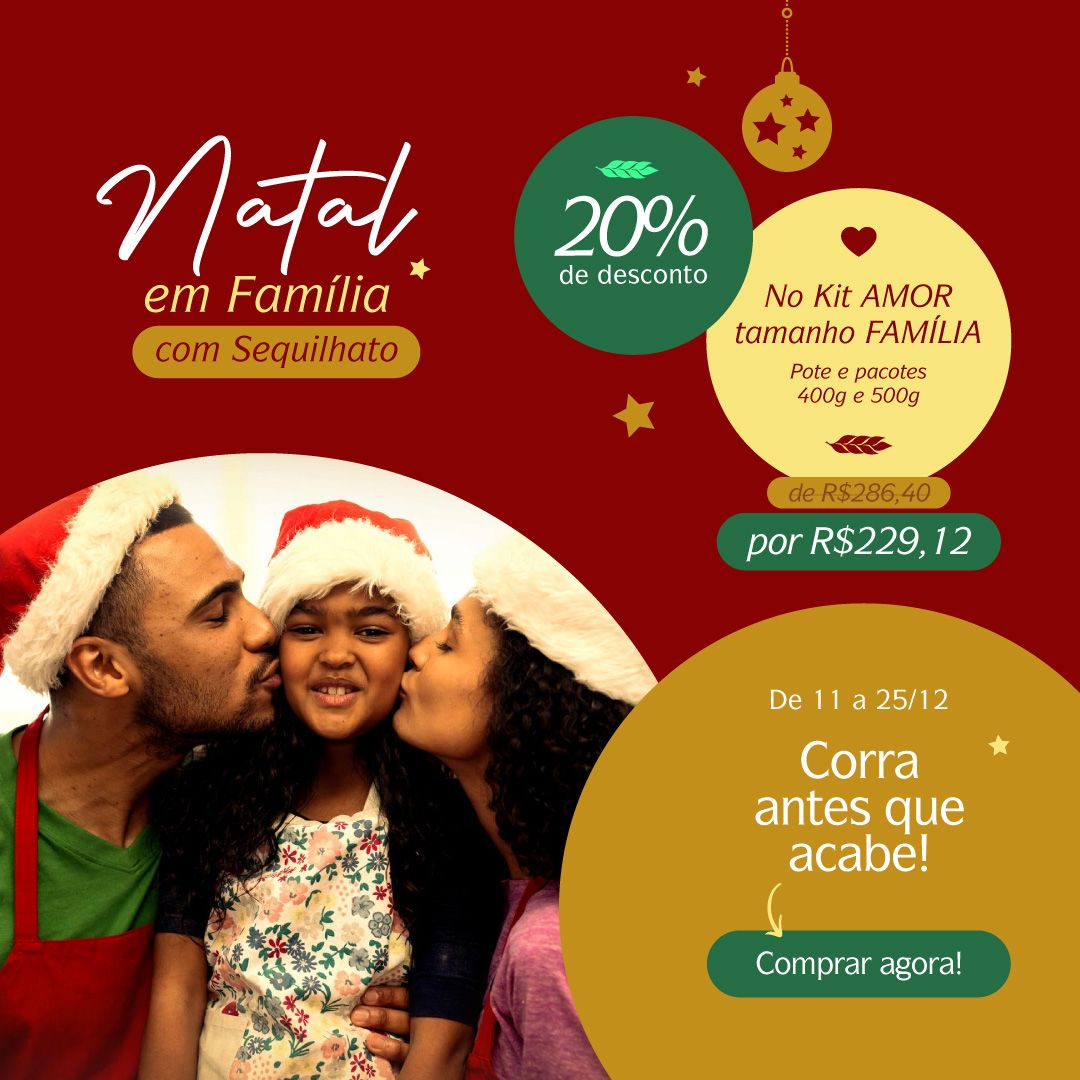 Natal
em Família
com Sequilhato
20%
de desconto
No Kit AMOR
tamanho FAMÍLIA
Pote e pacotes
400g e 500g
de R$286,40
por R$229,12
De 11 a 25/12
Corra
antes que
acabe!
Comprar agora!